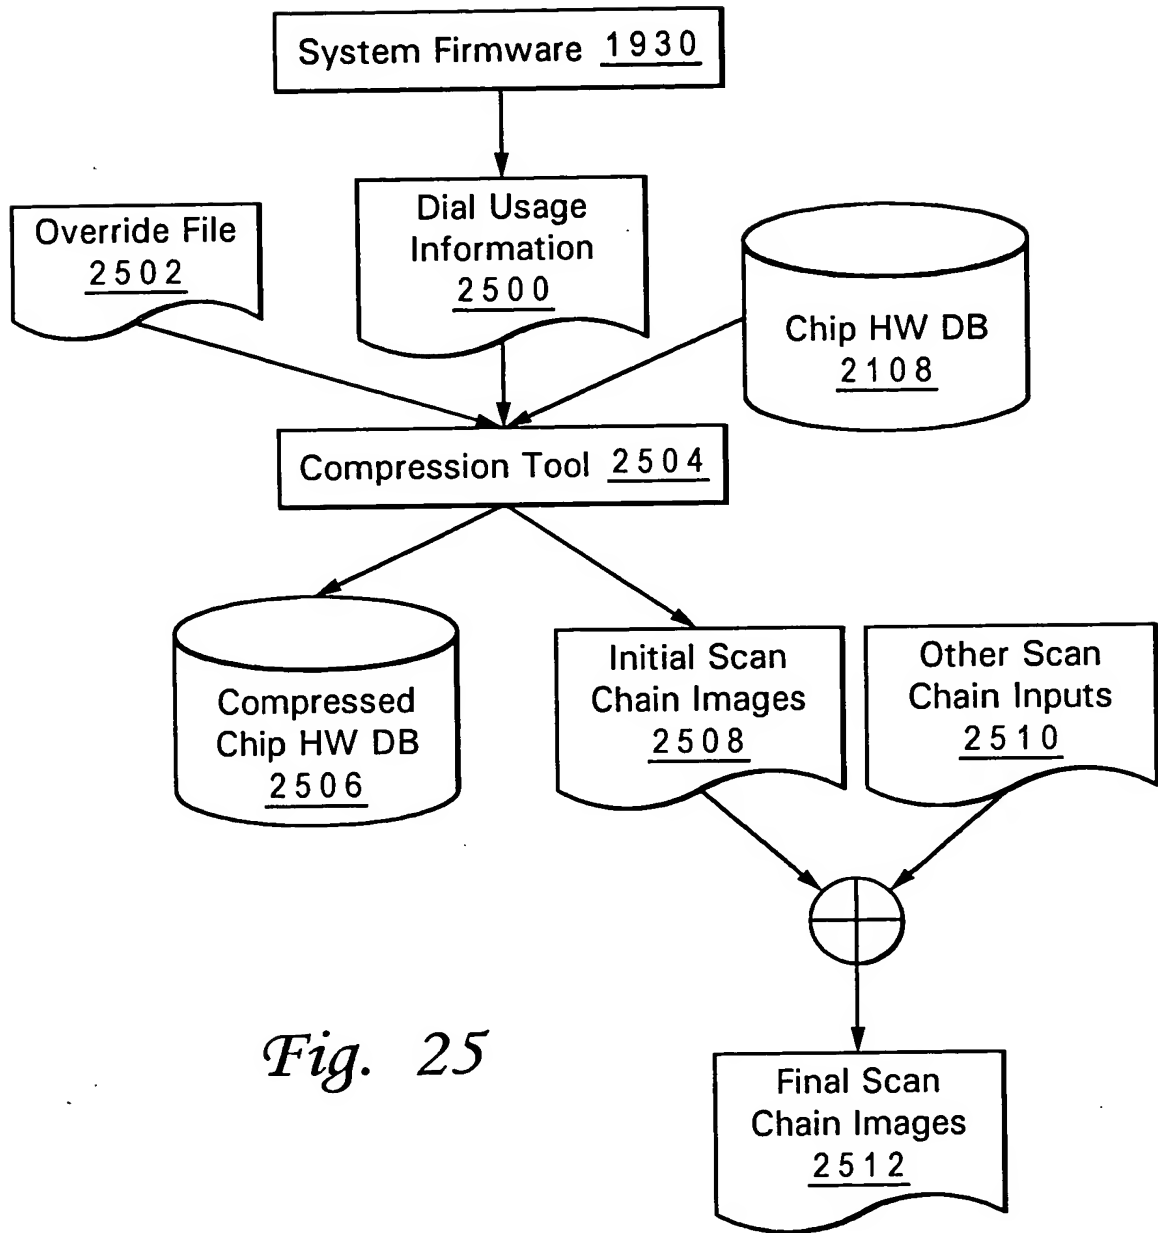 System Firmware 1930
Dial Usage
Information
2500
Override File
2502
Chip HW DB
2108
Compression Tool 2504
Compressed
Chip HW DB
2506
Initial Scan
Chain Images
2508
Other Scan
Chain Inputs
2510
Final Scan
Chain Images
2512
Fig. 25